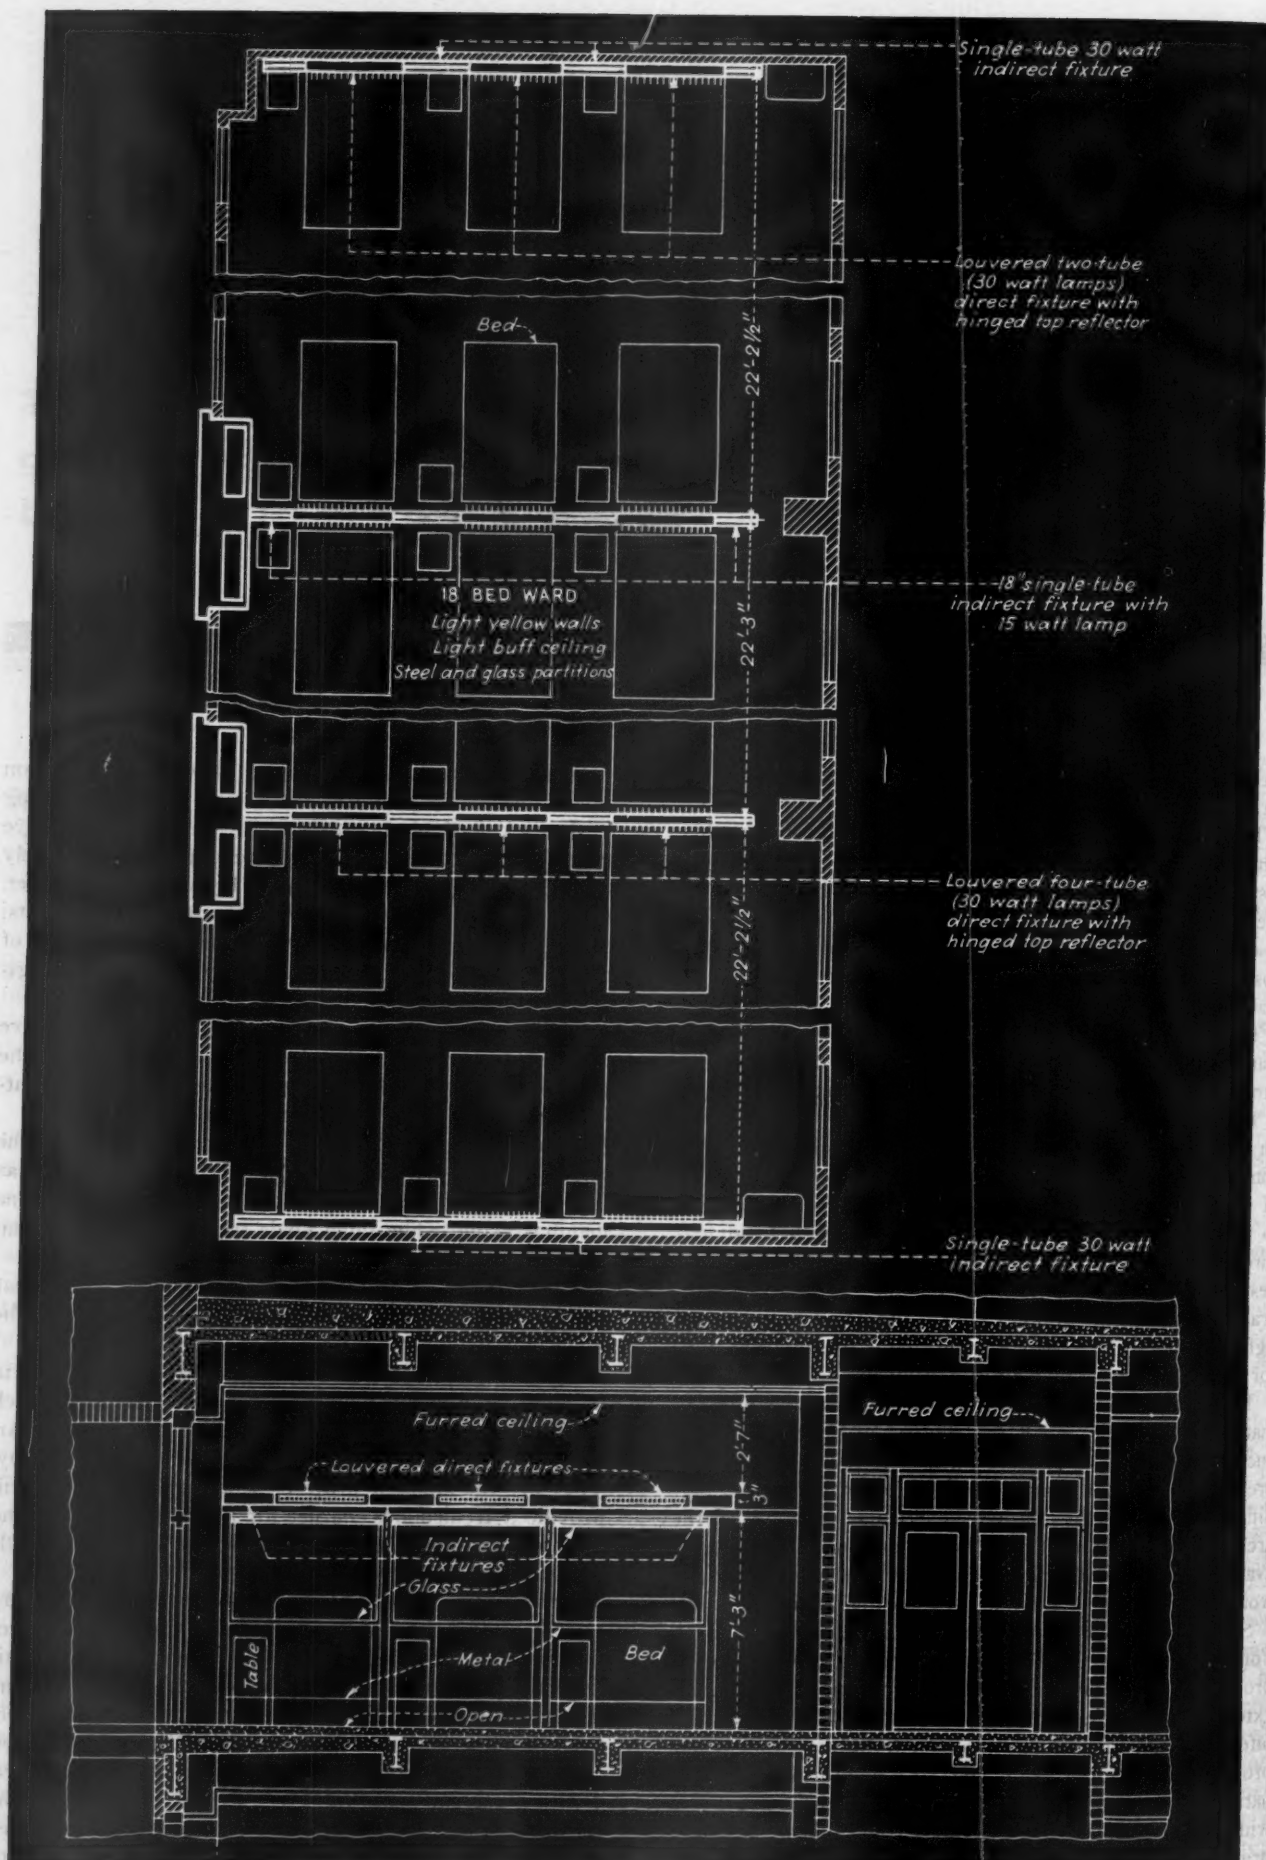 Single-tube 30 watt
indirect fixture
Louvered two-tube
(30 watt lamps)
direct fixture with
hinged top reflector
Bed
22'-2½"
18" single-tube
indirect fixture with
15 watt lamp
18 BED WARD
Light yellow walls
Light buff ceiling
Steel and glass partitions
22'-3"
Louvered four-tube
(30 watt lamps)
direct fixture with
hinged top reflector
22'-2½"
Single-tube 30 watt
indirect fixture
Furred ceiling
Furred ceiling
2'-7"
Louvered direct fixtures
3"
Indirect
fixtures
Glass
7'-3"
Table
Metal
Bed
Open